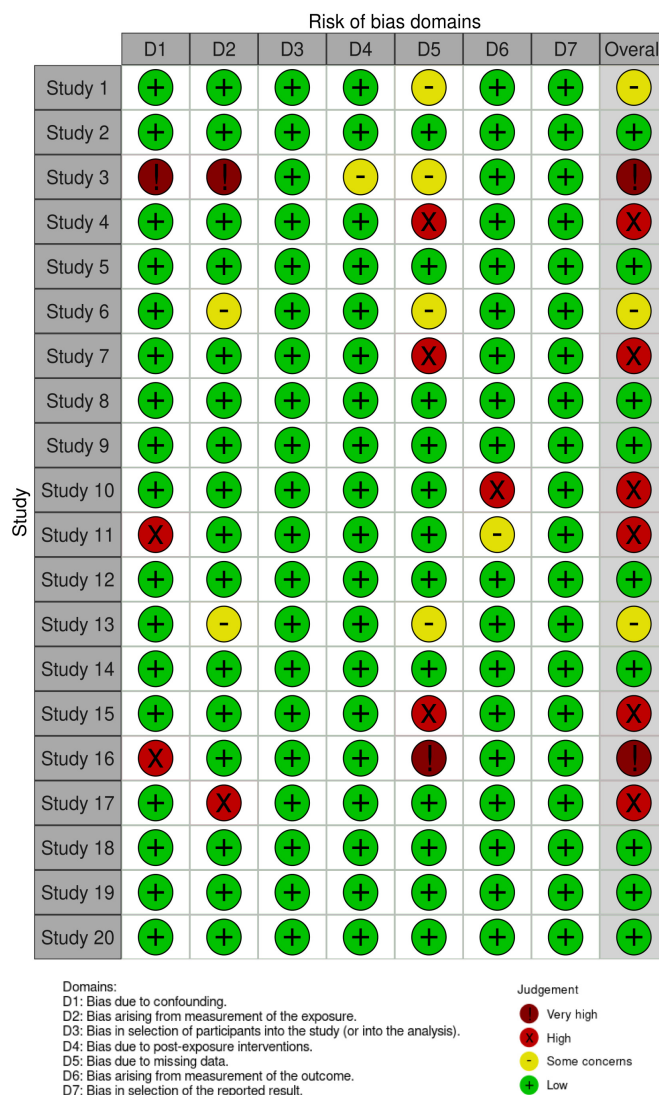 Risk of bias domains
D1 D2 D3 D4 D5 D6 D7 Overal
Study 1 + + + + - + + -
Study 2 + + + + + + + +
Study 3 ! ! + - - + + !
Study 4 + + + + X + + X
Study 5 + + + + + + + +
Study 6 + - + + - + + -
Study 7 + + + + X + + X
Study 8 + + + + + + + +
Study 9 + + + + + + + +
Study 10 + + + + + X + X
Study 11 X + + + + - + X
Study 12 + + + + + + + +
Study 13 + - + + - + + -
Study 14 + + + + + + + +
Study 15 + + + + X + + X
Study 16 X + + + ! + + !
Study 17 + X + + + + + X
Study 18 + + + + + + + +
Study 19 + + + + + + + +
Study 20 + + + + + + + +
Study
Domains:
D1: Bias due to confounding.
D2: Bias arising from measurement of the exposure.
D3: Bias in selection of participants into the study (or into the analysis).
D4: Bias due to post-exposure interventions.
D5: Bias due to missing data.
D6: Bias arising from measurement of the outcome.
D7: Bias in selection of the reported result.
Judgement
! Very high
X High
- Some concerns
+ Low